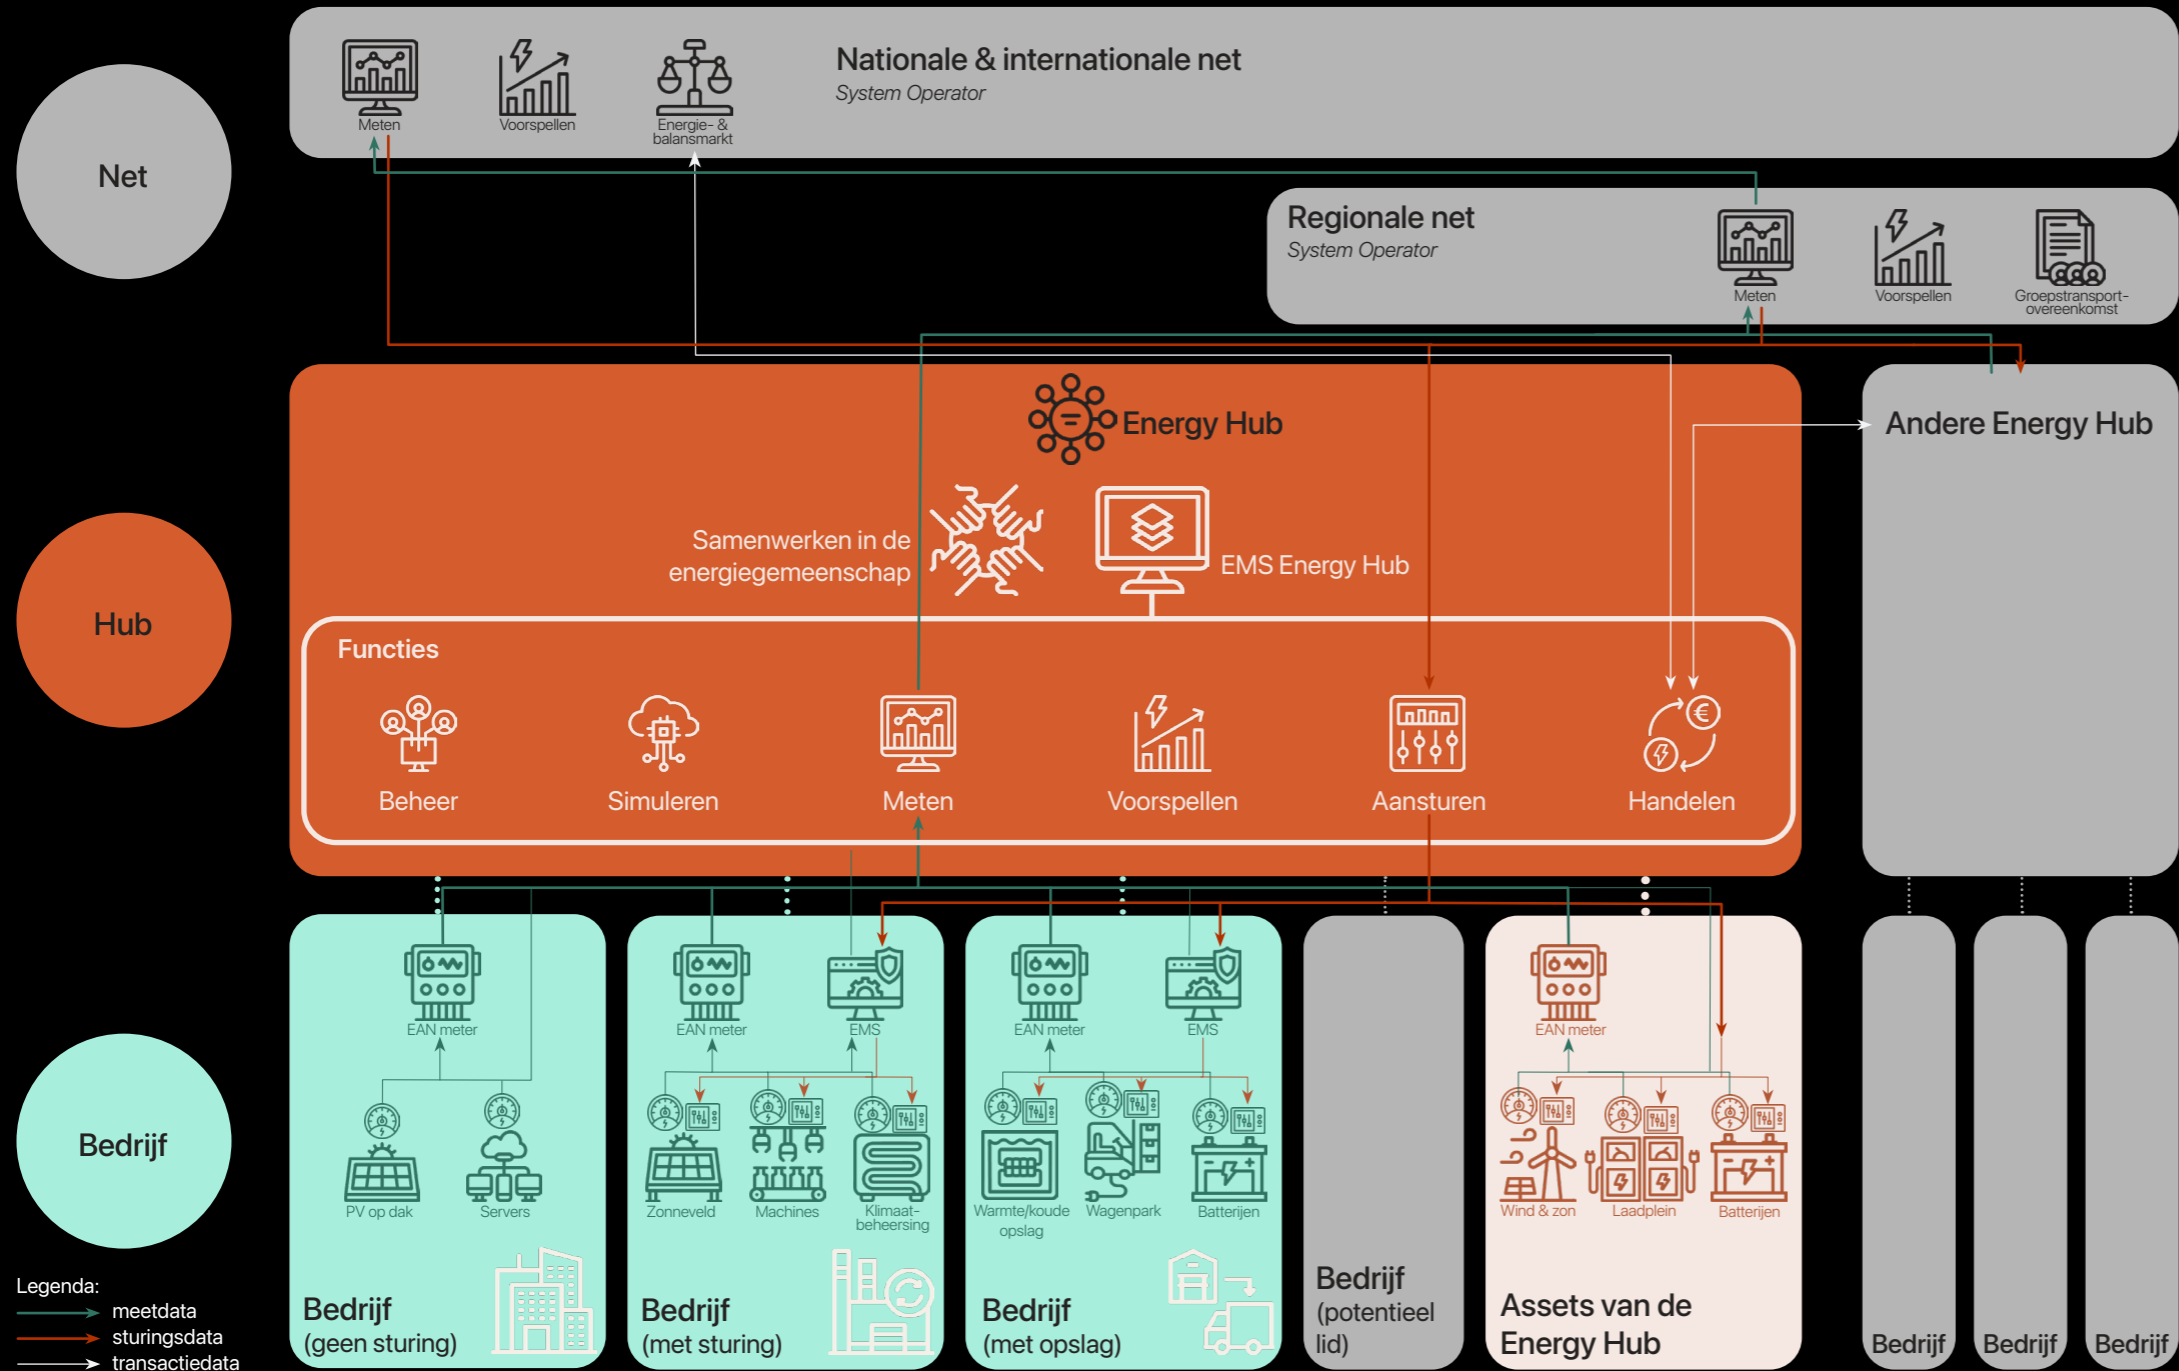 Net
Nationale & internationale net
System Operator
Meten
Voorspellen
Energie- &
balansmarkt
Regionale net
System Operator
Meten
Voorspellen
Groepstransport-
overeenkomst
Hub
Energy Hub
Samenwerken in de
energiegemeenschap
EMS Energy Hub
Functies
Beheer
Simuleren
Meten
Voorspellen
Aansturen
Handelen
Andere Energy Hub
Bedrijf
EAN meter
PV op dak
Servers
Bedrijf
(geen sturing)
EAN meter
EMS
Zonneveld
Machines
Klimaat-
beheersing
Bedrijf
(met sturing)
EAN meter
EMS
Warmte/koude
opslag
Wagenpark
Batterijen
Bedrijf
(met opslag)
Bedrijf
(potentieel
lid)
EAN meter
Wind & zon
Laadplein
Batterijen
Assets van de
Energy Hub
Bedrijf
Bedrijf
Bedrijf
Legenda:
meetdata
sturingsdata
transactiedata